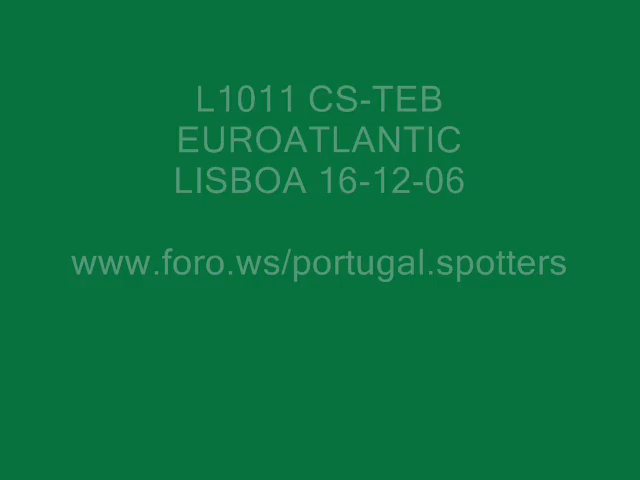 L1011 CS-TEB
EUROATLANTIC
LISBOA 16-12-06
www.foro.ws/portugal.spotters